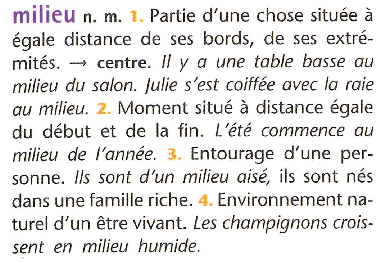 milieu n. m. 1. Partie d'une chose située à
égale distance de ses bords, de ses extré-
mités. → centre. Il y a une table basse au
milieu du salon. Julie s'est coiffée avec la raie
au milieu. 2. Moment situé à distance égale
du début et de la fin. L'été commence au
milieu de l'année. 3. Entourage d'une per-
sonne. Ils sont d'un milieu aisé, ils sont nés
dans une famille riche. 4. Environnement na-
turel d'un être vivant. Les champignons crois-
sent en milieu humide.